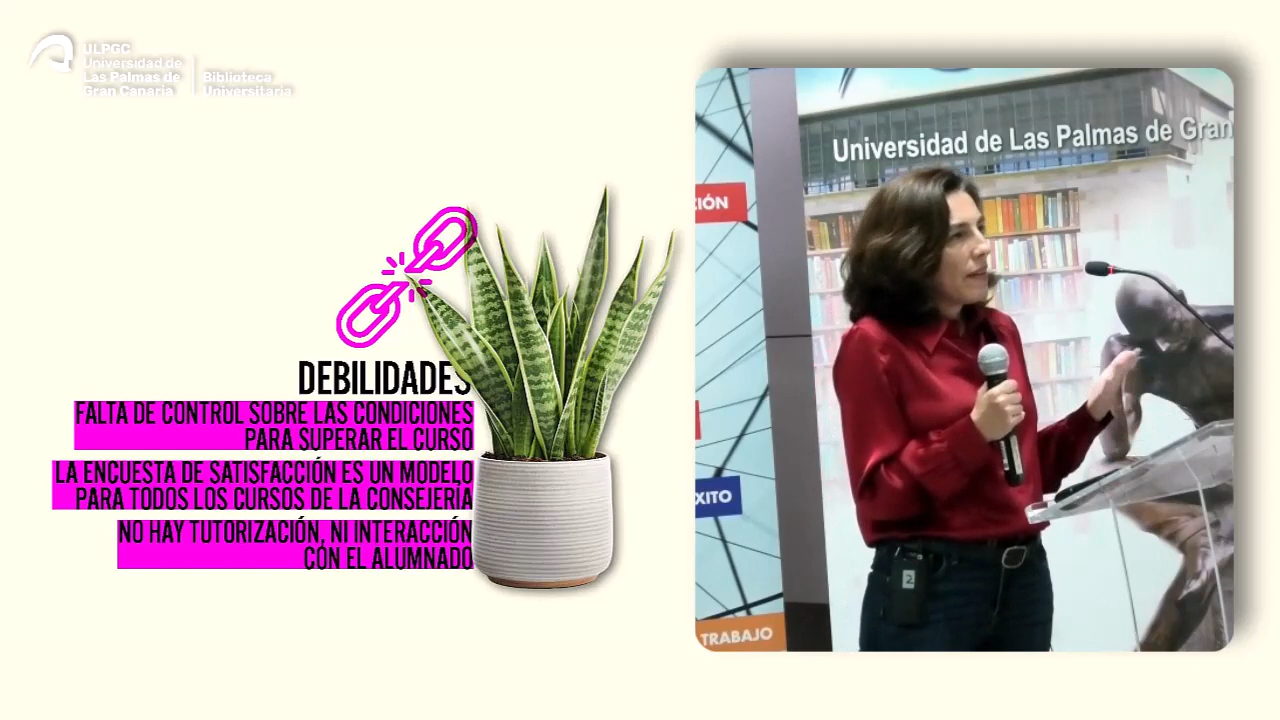 ULPGC
Universidad de
Las Palmas de
Gran Canaria
Biblioteca
Universitaria
DEBILIDADES
FALTA DE CONTROL SOBRE LAS CONDICIONES
PARA SUPERAR EL CURSO
LA ENCUESTA DE SATISFACCIÓN ES UN MODELO
PARA TODOS LOS CURSOS DE LA CONSEJERÍA
NO HAY TUTORIZACIÓN, NI INTERACCIÓN
CON EL ALUMNADO
Universidad de Las Palmas de Gran
IÓN
XITO
TRABAJO
2